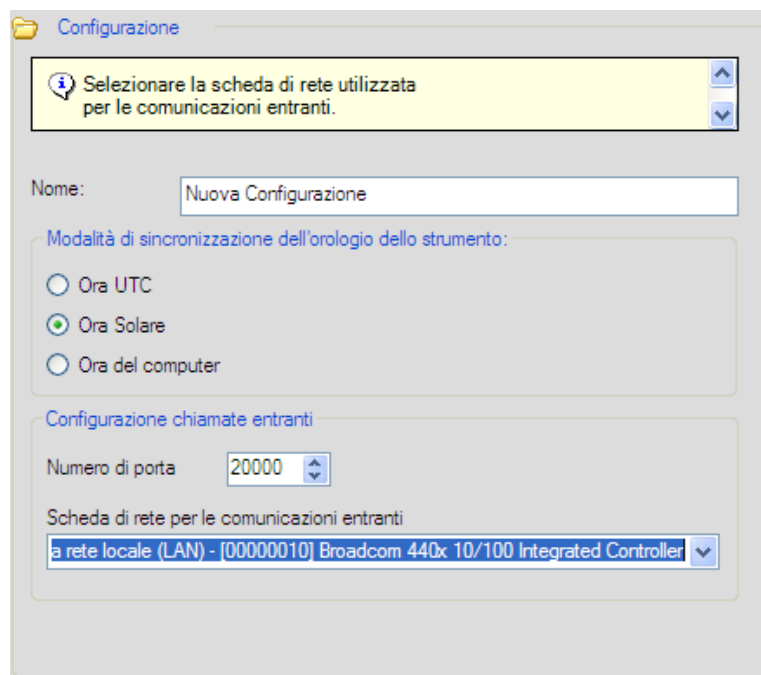 Configurazione
Selezionare la scheda di rete utilizzata
per le comunicazioni entranti.
Nome:
Nuova Configurazione
Modalità di sincronizzazione dell'orologio dello strumento:
Ora UTC
Ora Solare
Ora del computer
Configurazione chiamate entranti
Numero di porta
20000
Scheda di rete per le comunicazioni entranti
a rete locale (LAN) - [00000010] Broadcom 440x 10/100 Integrated Controller